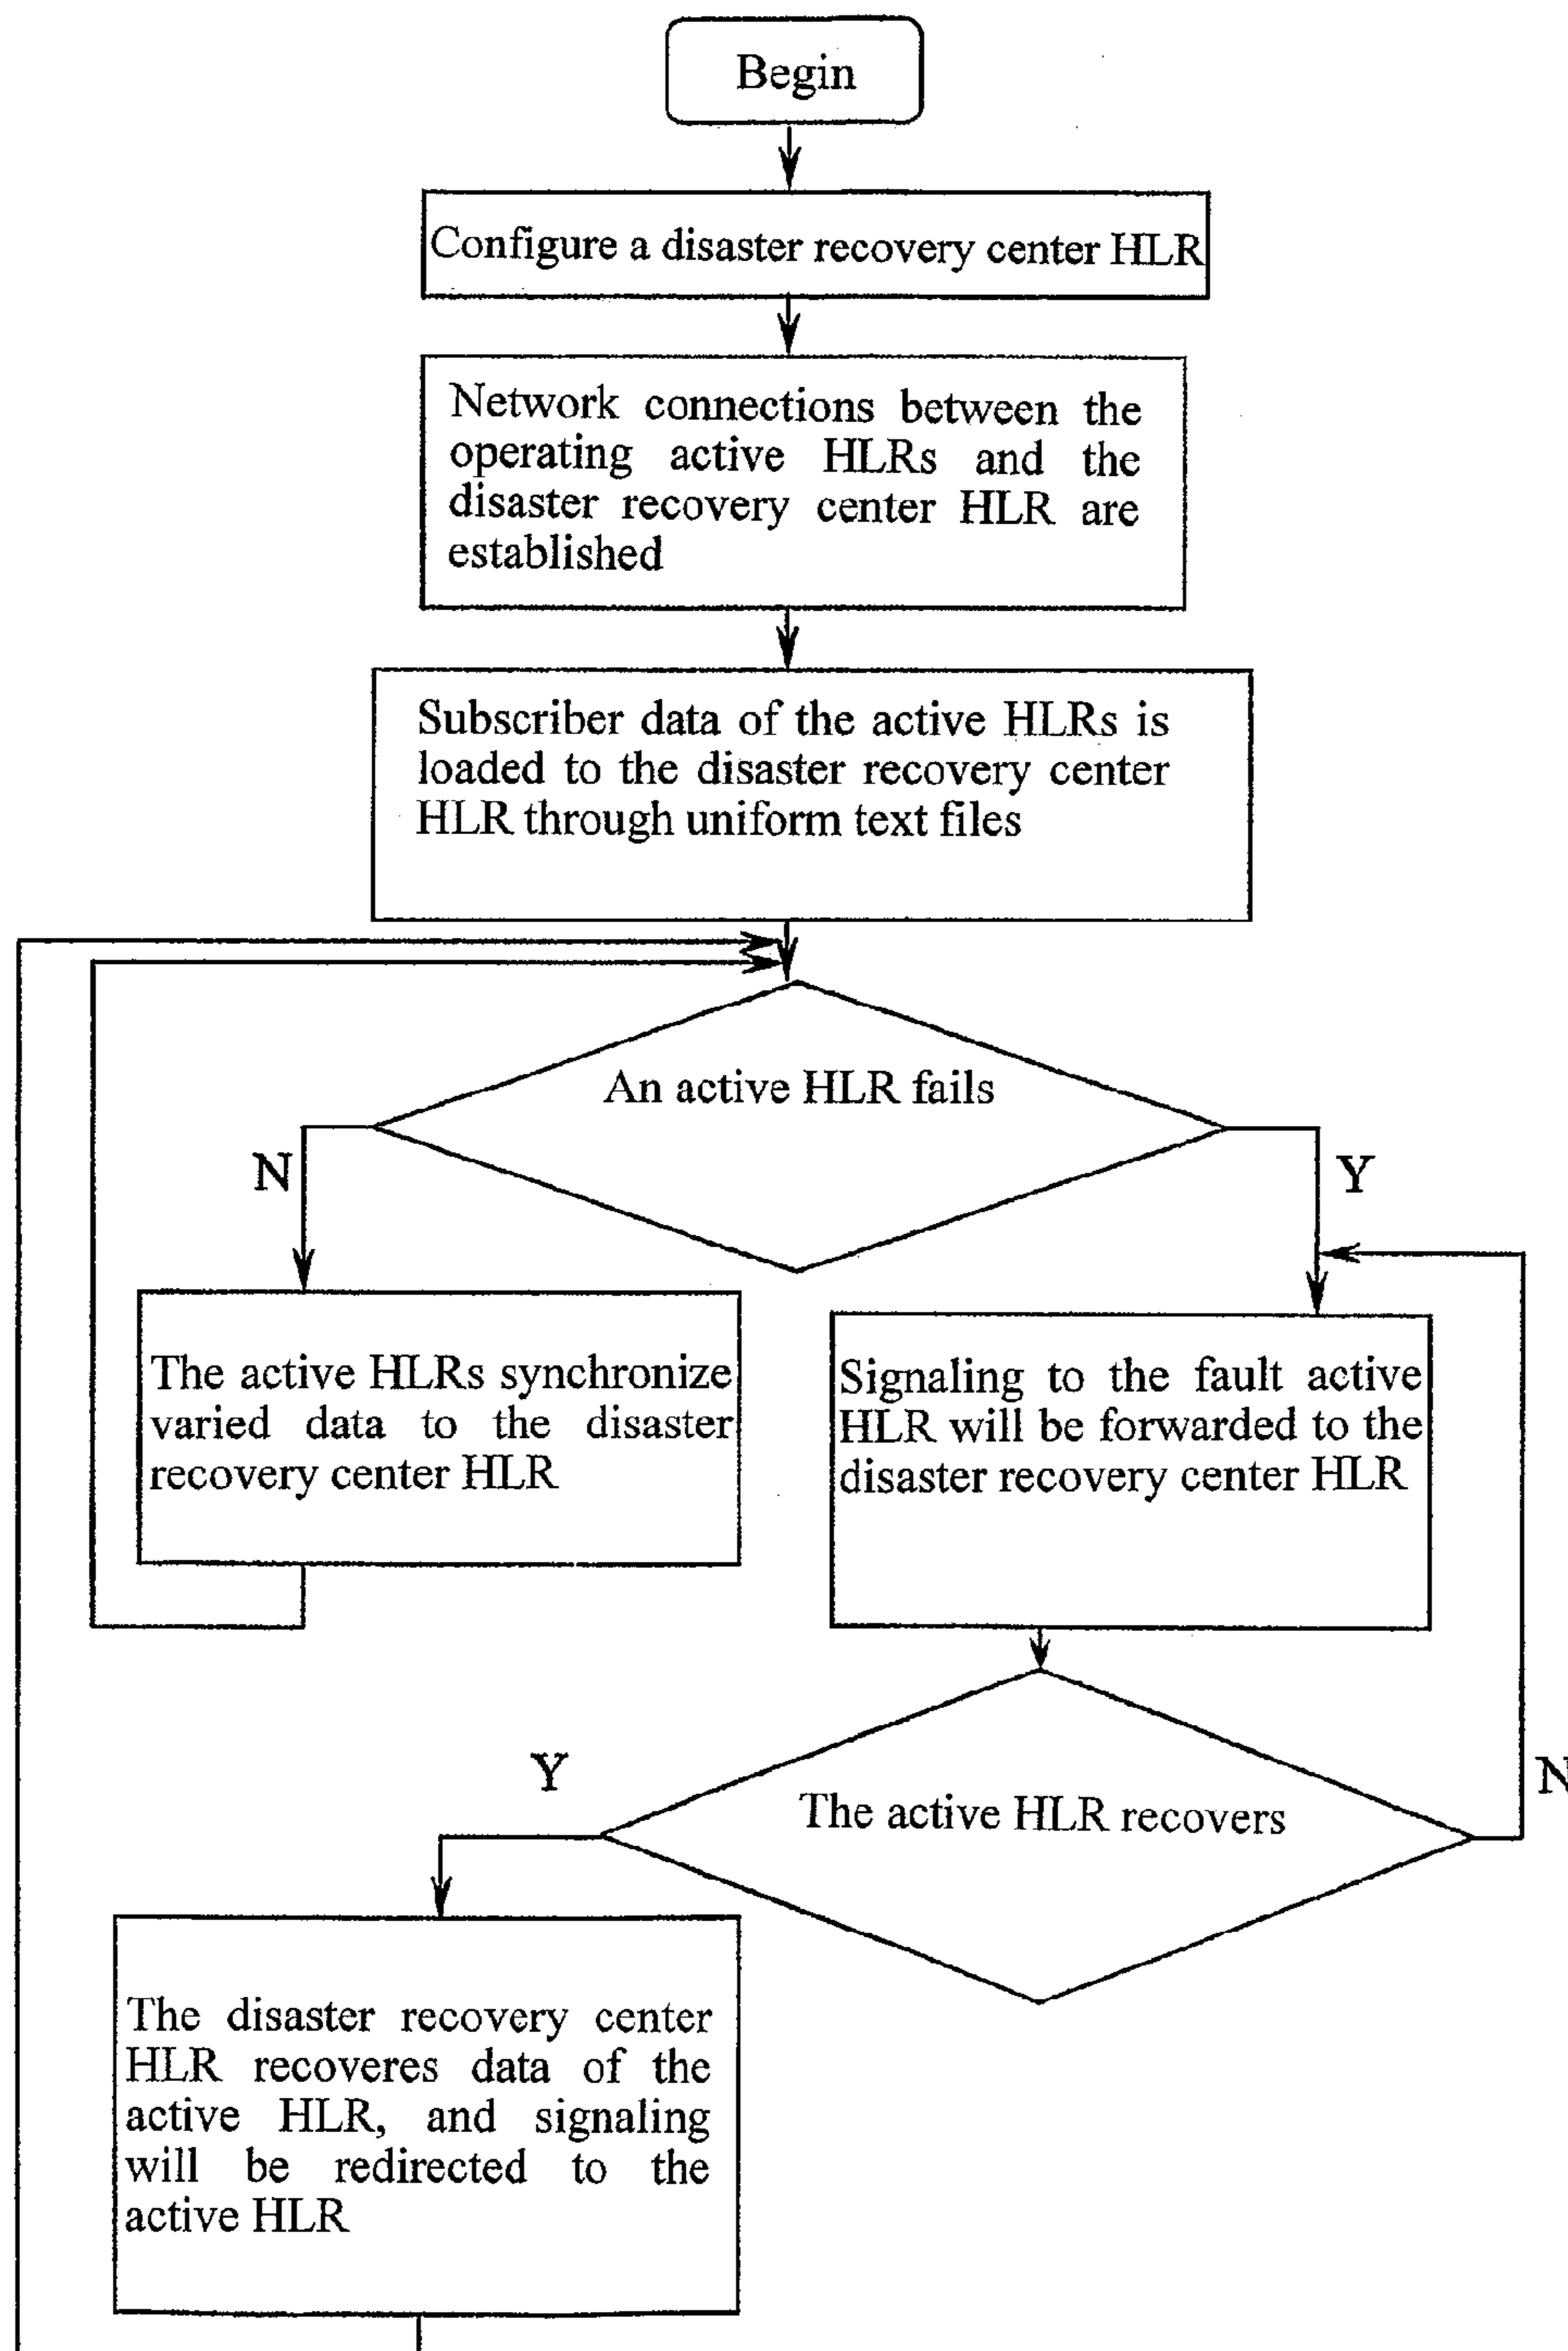 Begin
Configure a disaster recovery center HLR
Network connections between the
operating active HLRs and the
disaster recovery center HLR are
established
Subscriber data of the active HLRs is
loaded to the disaster recovery center
HLR through uniform text files
An active HLR fails
N
Y
The active HLRs synchronize
varied data to the disaster
recovery center HLR
Signaling to the fault active
HLR will be forwarded to the
disaster recovery center HLR
Y
The active HLR recovers
N
The disaster recovery center
HLR recoveres data of the
active HLR, and signaling
will be redirected to the
active HLR